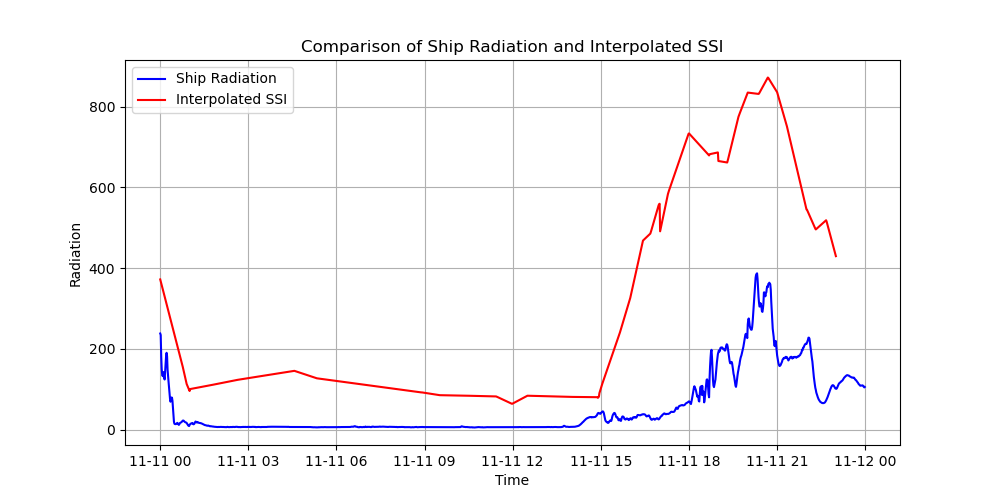 Comparison of Ship Radiation and Interpolated SSI
Ship Radiation
Interpolated SSI
Radiation
800
600
400
200
0
11-11 00 11-11 03 11-11 06 11-11 09 11-11 12 11-11 15 11-11 18 11-11 21 11-12 00
Time